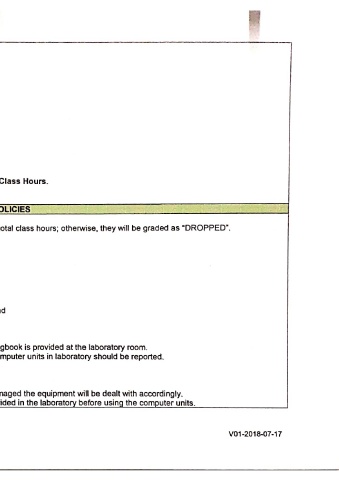 Class Hours.
OLICIES
otal class hours; otherwise, they will be graded as "DROPPED".
nd
gbook is provided at the laboratory room.
mputer units in laboratory should be reported.
maged the equipment will be dealt with accordingly.
ided in the laboratory before using the computer units.
V01-2018-07-17